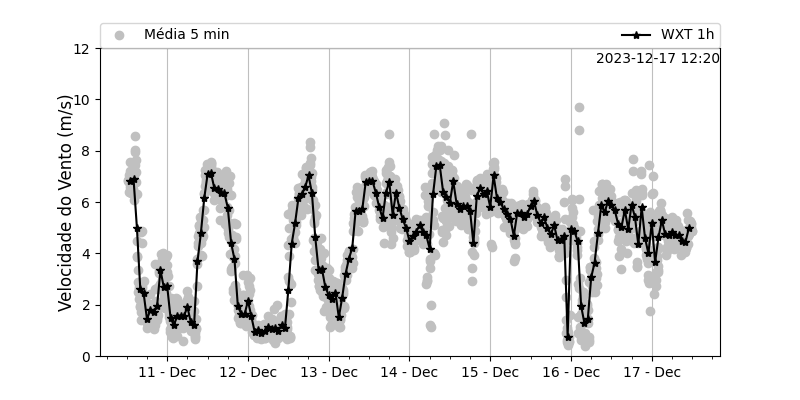 Média 5 min
WXT 1h
2023-12-17 12:20
Velocidade do Vento (m/s)
12
10
8
6
4
2
0
11 - Dec
12 - Dec
13 - Dec
14 - Dec
15 - Dec
16 - Dec
17 - Dec